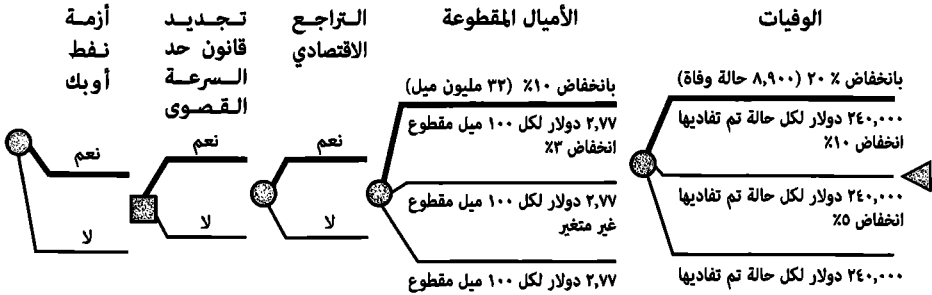 أزمة
نفط
أوبك
نعم
لا
تجديد
قانون حد
السرعة
القصوى
نعم
لا
التراجع
الاقتصادي
نعم
لا
الأميال المقطوعة
بانخفاض ١٠٪ (٣٢ مليون ميل)
٢,٧٧ دولار لكل ١٠٠ ميل مقطوع
انخفاض ٣٪
٢,٧٧ دولار لكل ١٠٠ ميل مقطوع
غير متغير
٢,٧٧ دولار لكل ١٠٠ ميل مقطوع
الوفيات
بانخفاض ٪ ٢٠ (٨,٩٠٠ حالة وفاة)
٢٤٠,٠٠٠ دولار لكل حالة تم تفاديها
انخفاض ١٠٪
٢٤٠,٠٠٠ دولار لكل حالة تم تفاديها
انخفاض ٥٪
٢٤٠,٠٠٠ دولار لكل حالة تم تفاديها